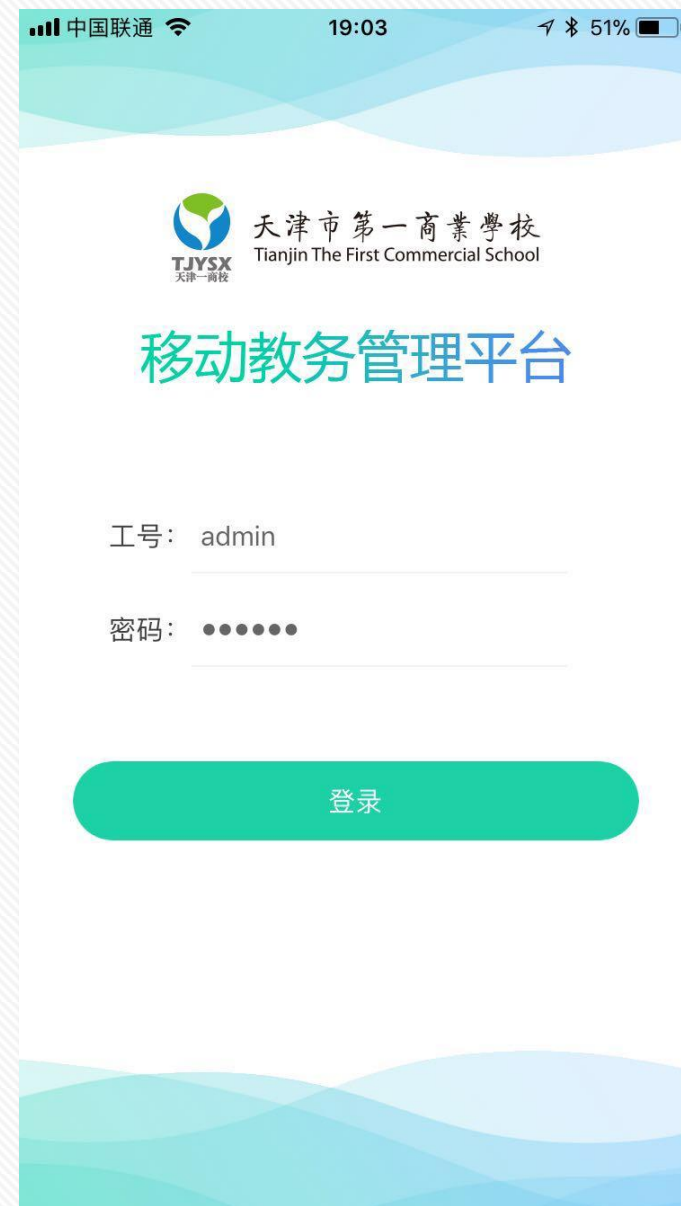 中国联通 19:03 51%
天津市第一商業學校
Tianjin The First Commercial School
TJYSX
天津一商校
移动教务管理平台
工号： admin
密码： ●●●●●●
登录